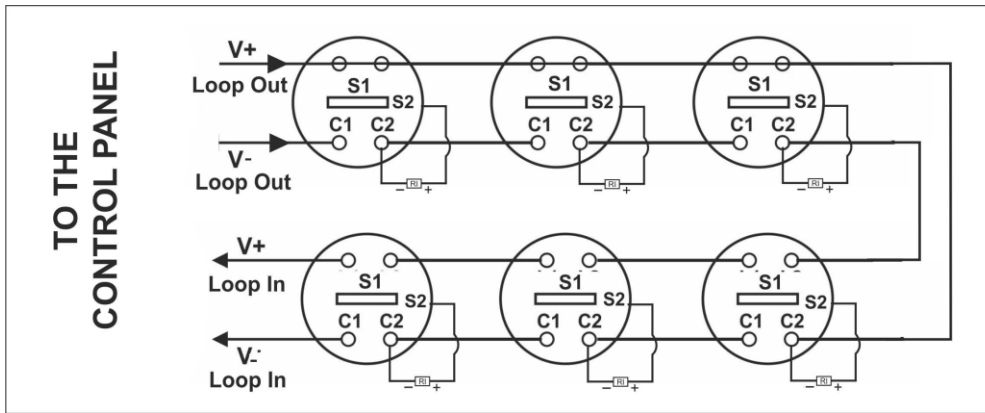 TO THE
CONTROL PANEL
V+
Loop Out
V-
Loop Out
S1
S2
C1 C2
RI
- +
S1
S2
C1 C2
RI
- +
S1
S2
C1 C2
RI
- +
V+
Loop In
V-
Loop In
S1
S2
C1 C2
RI
- +
S1
S2
C1 C2
RI
- +
S1
S2
C1 C2
RI
- +